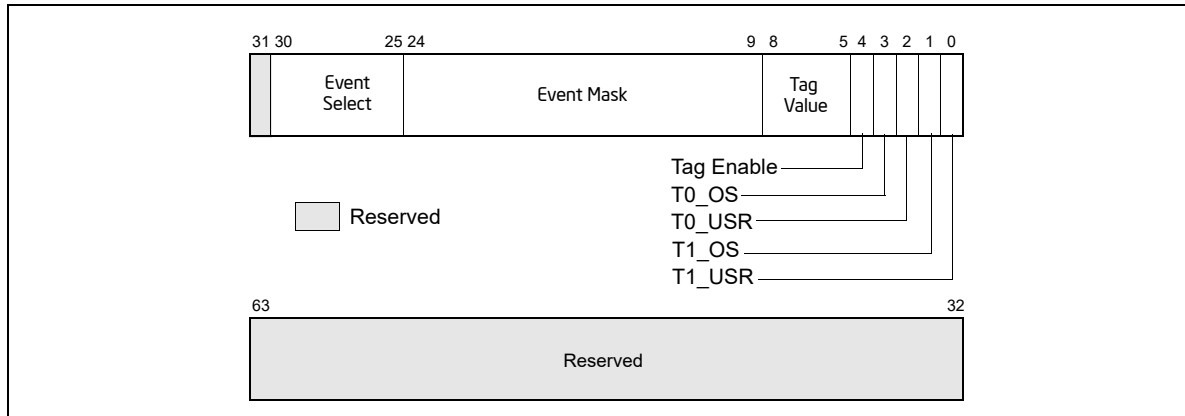 31 30 25 24 9 8 5 4 3 2 1 0
Event
Select
Event Mask
Tag
Value
Tag Enable
T0_OS
T0_USR
T1_OS
T1_USR
Reserved
63 32
Reserved